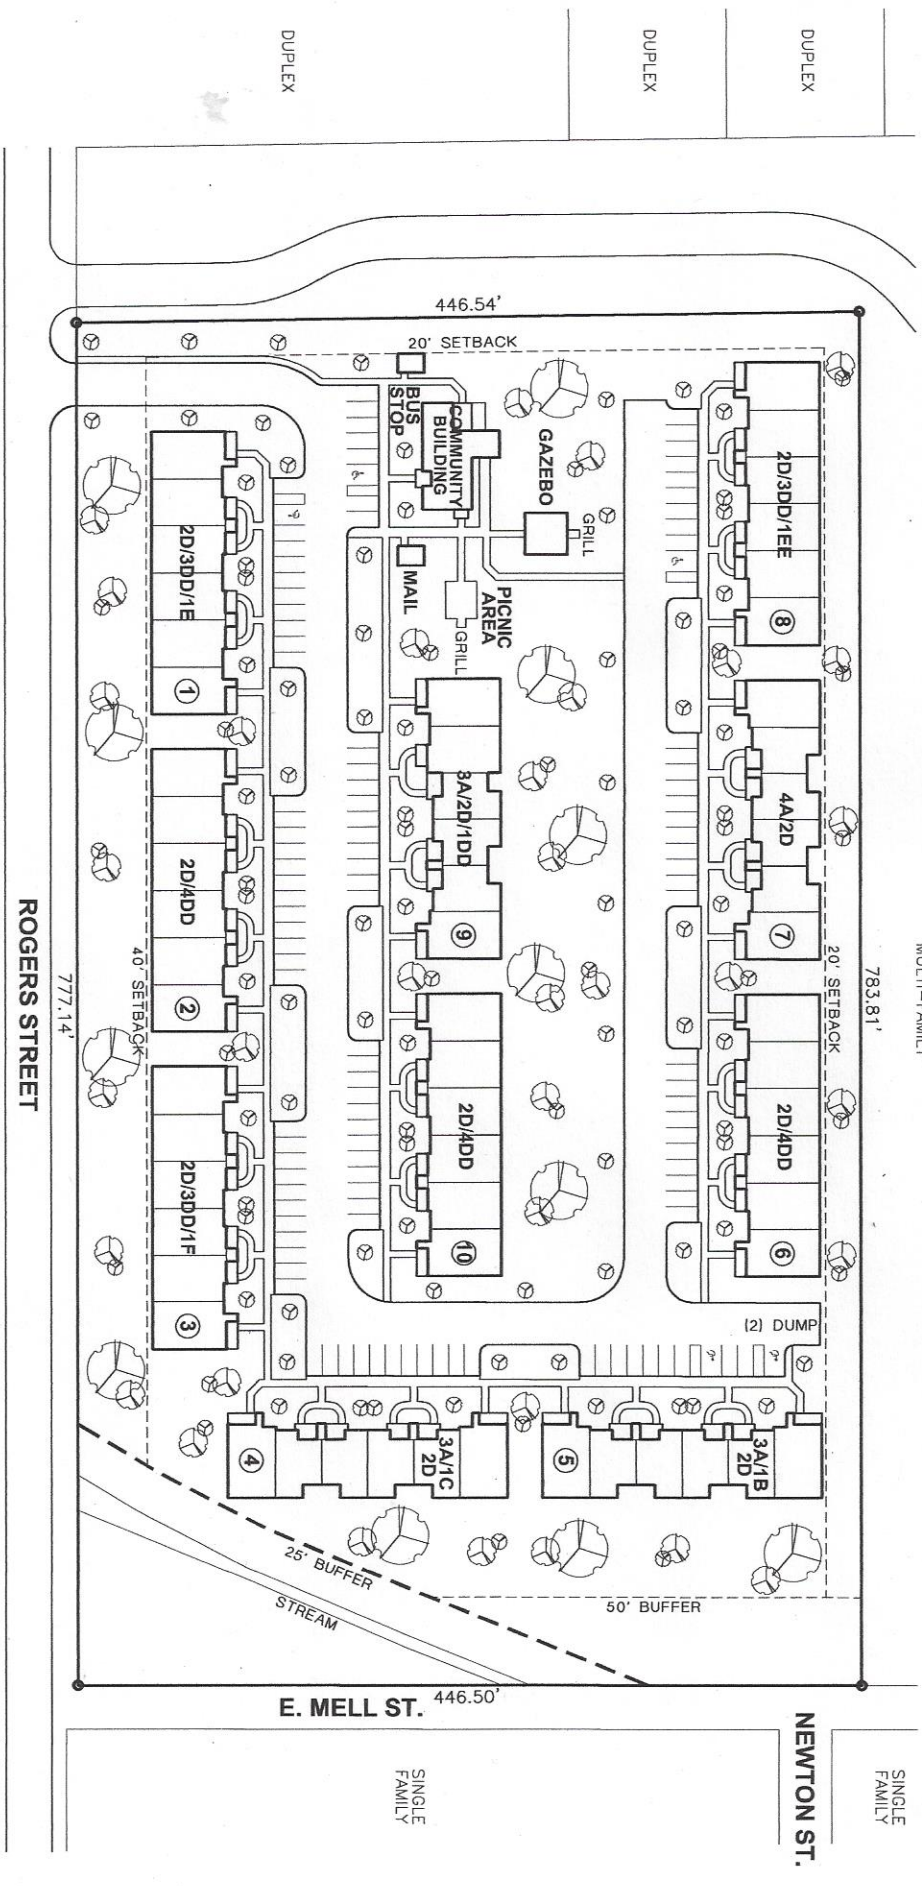 DUPLEX
DUPLEX
DUPLEX
446.54'
20' SETBACK
BUS
STOP
COMMUNITY
BUILDING
GAZEBO
GRILL
MAIL
PICNIC
AREA
GRILL
2D/3DD/1EE
8
2D/3DD/1E
1
3A/2D/1DD
9
4A/2D
7
2D/4DD
2
MULTI-FAMILY
ROGERS STREET
777.14'
40' SETBACK
20' SETBACK
783.81'
2D/3DD/1F
3
2D/4DD
10
2D/4DD
6
(2) DUMP
3A/1C
2D
4
3A/1B
2D
5
25' BUFFER
STREAM
50' BUFFER
E. MELL ST.
446.50'
NEWTON ST.
SINGLE
FAMILY
SINGLE
FAMILY